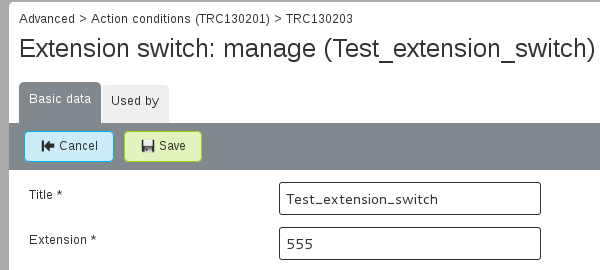 Advanced > Action conditions (TRC130201) > TRC130203
Extension switch: manage (Test_extension_switch)
Basic data Used by
Cancel Save
Title * Test_extension_switch
Extension * 555